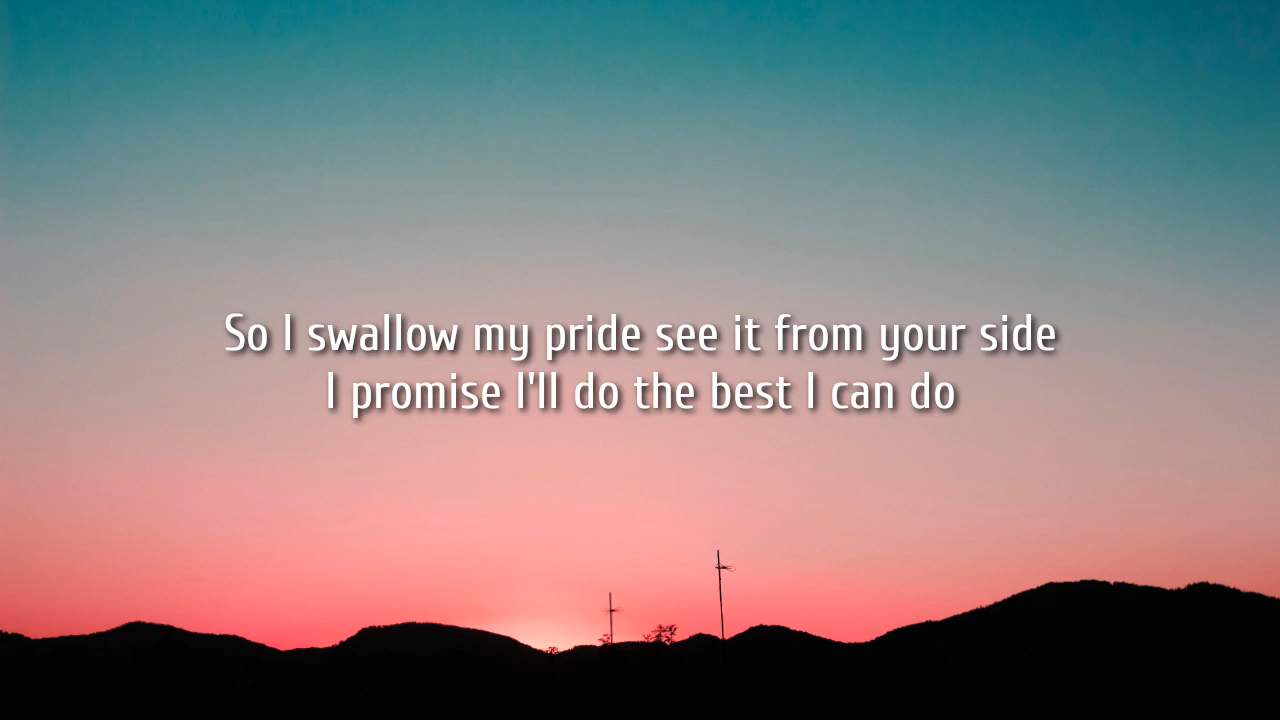 So I swallow my pride see it from your side
I promise I'll do the best I can do